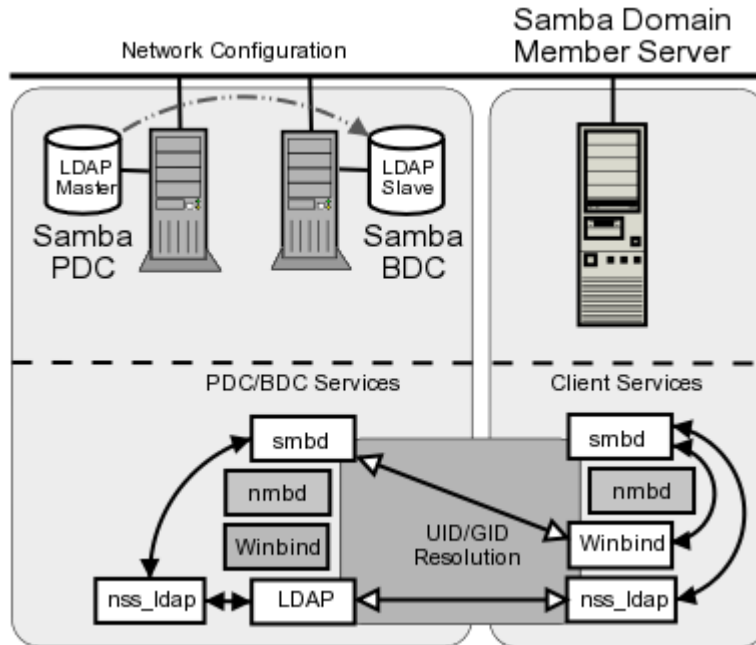 Samba Domain
Member Server
Network Configuration
LDAP
Master
LDAP
Slave
Samba
PDC
Samba
BDC
PDC/BDC Services
Client Services
smbd
smbd
nmbd
nmbd
Winbind
UID/GID
Resolution
Winbind
nss_ldap
LDAP
nss_ldap